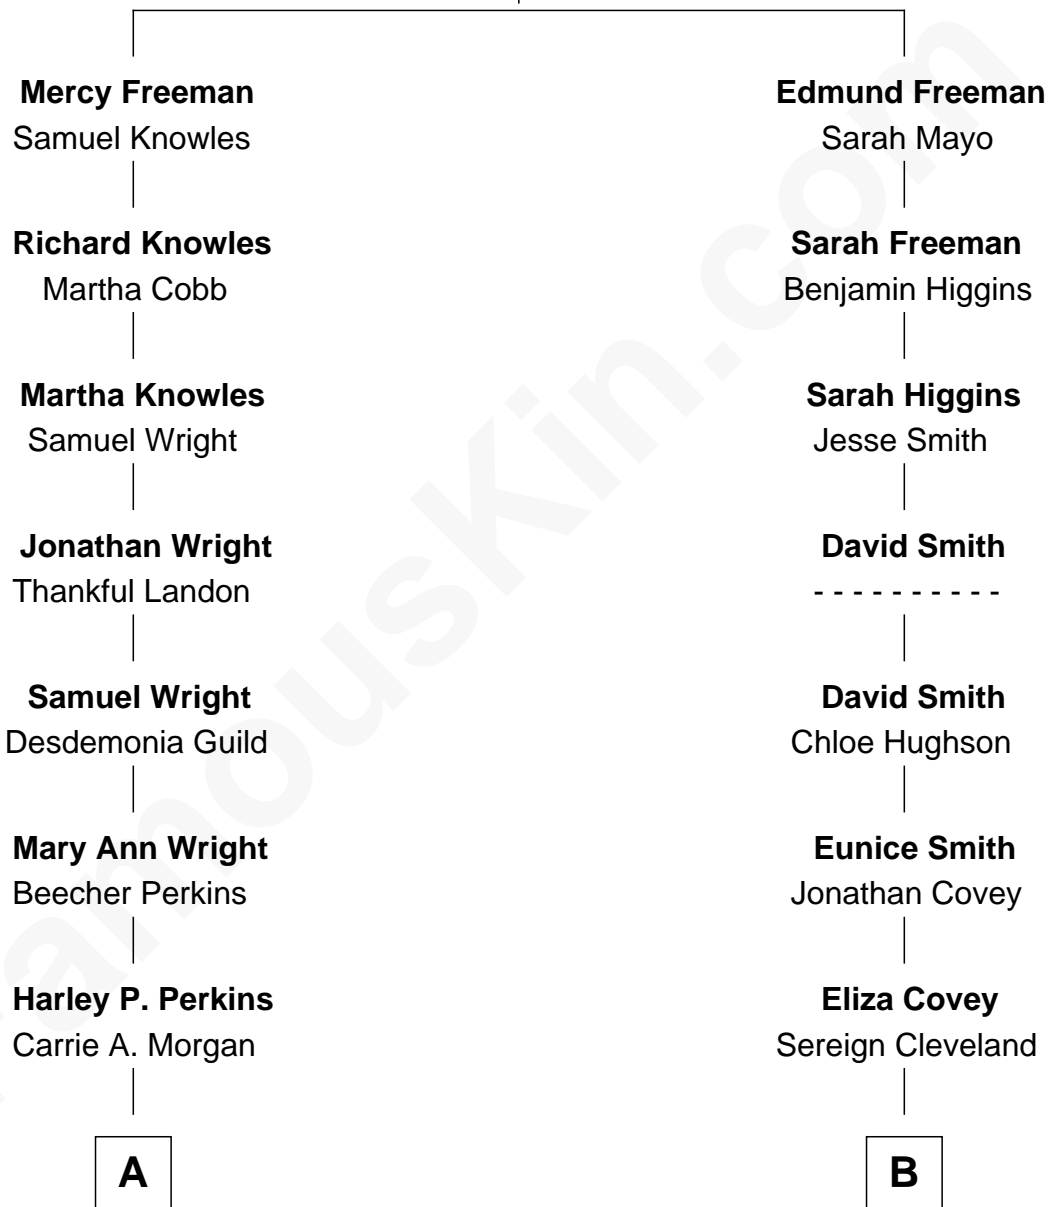 Mercy Freeman
Samuel Knowles
Richard Knowles
Martha Cobb
Martha Knowles
Samuel Wright
Jonathan Wright
Thankful Landon
Samuel Wright
Desdemonia Guild
Mary Ann Wright
Beecher Perkins
Harley P. Perkins
Carrie A. Morgan
A
Edmund Freeman
Sarah Mayo
Sarah Freeman
Benjamin Higgins
Sarah Higgins
Jesse Smith
David Smith
- - - - - - - - - -
David Smith
Chloe Hughson
Eunice Smith
Jonathan Covey
Eliza Covey
Sereign Cleveland
B
FamousKin.com